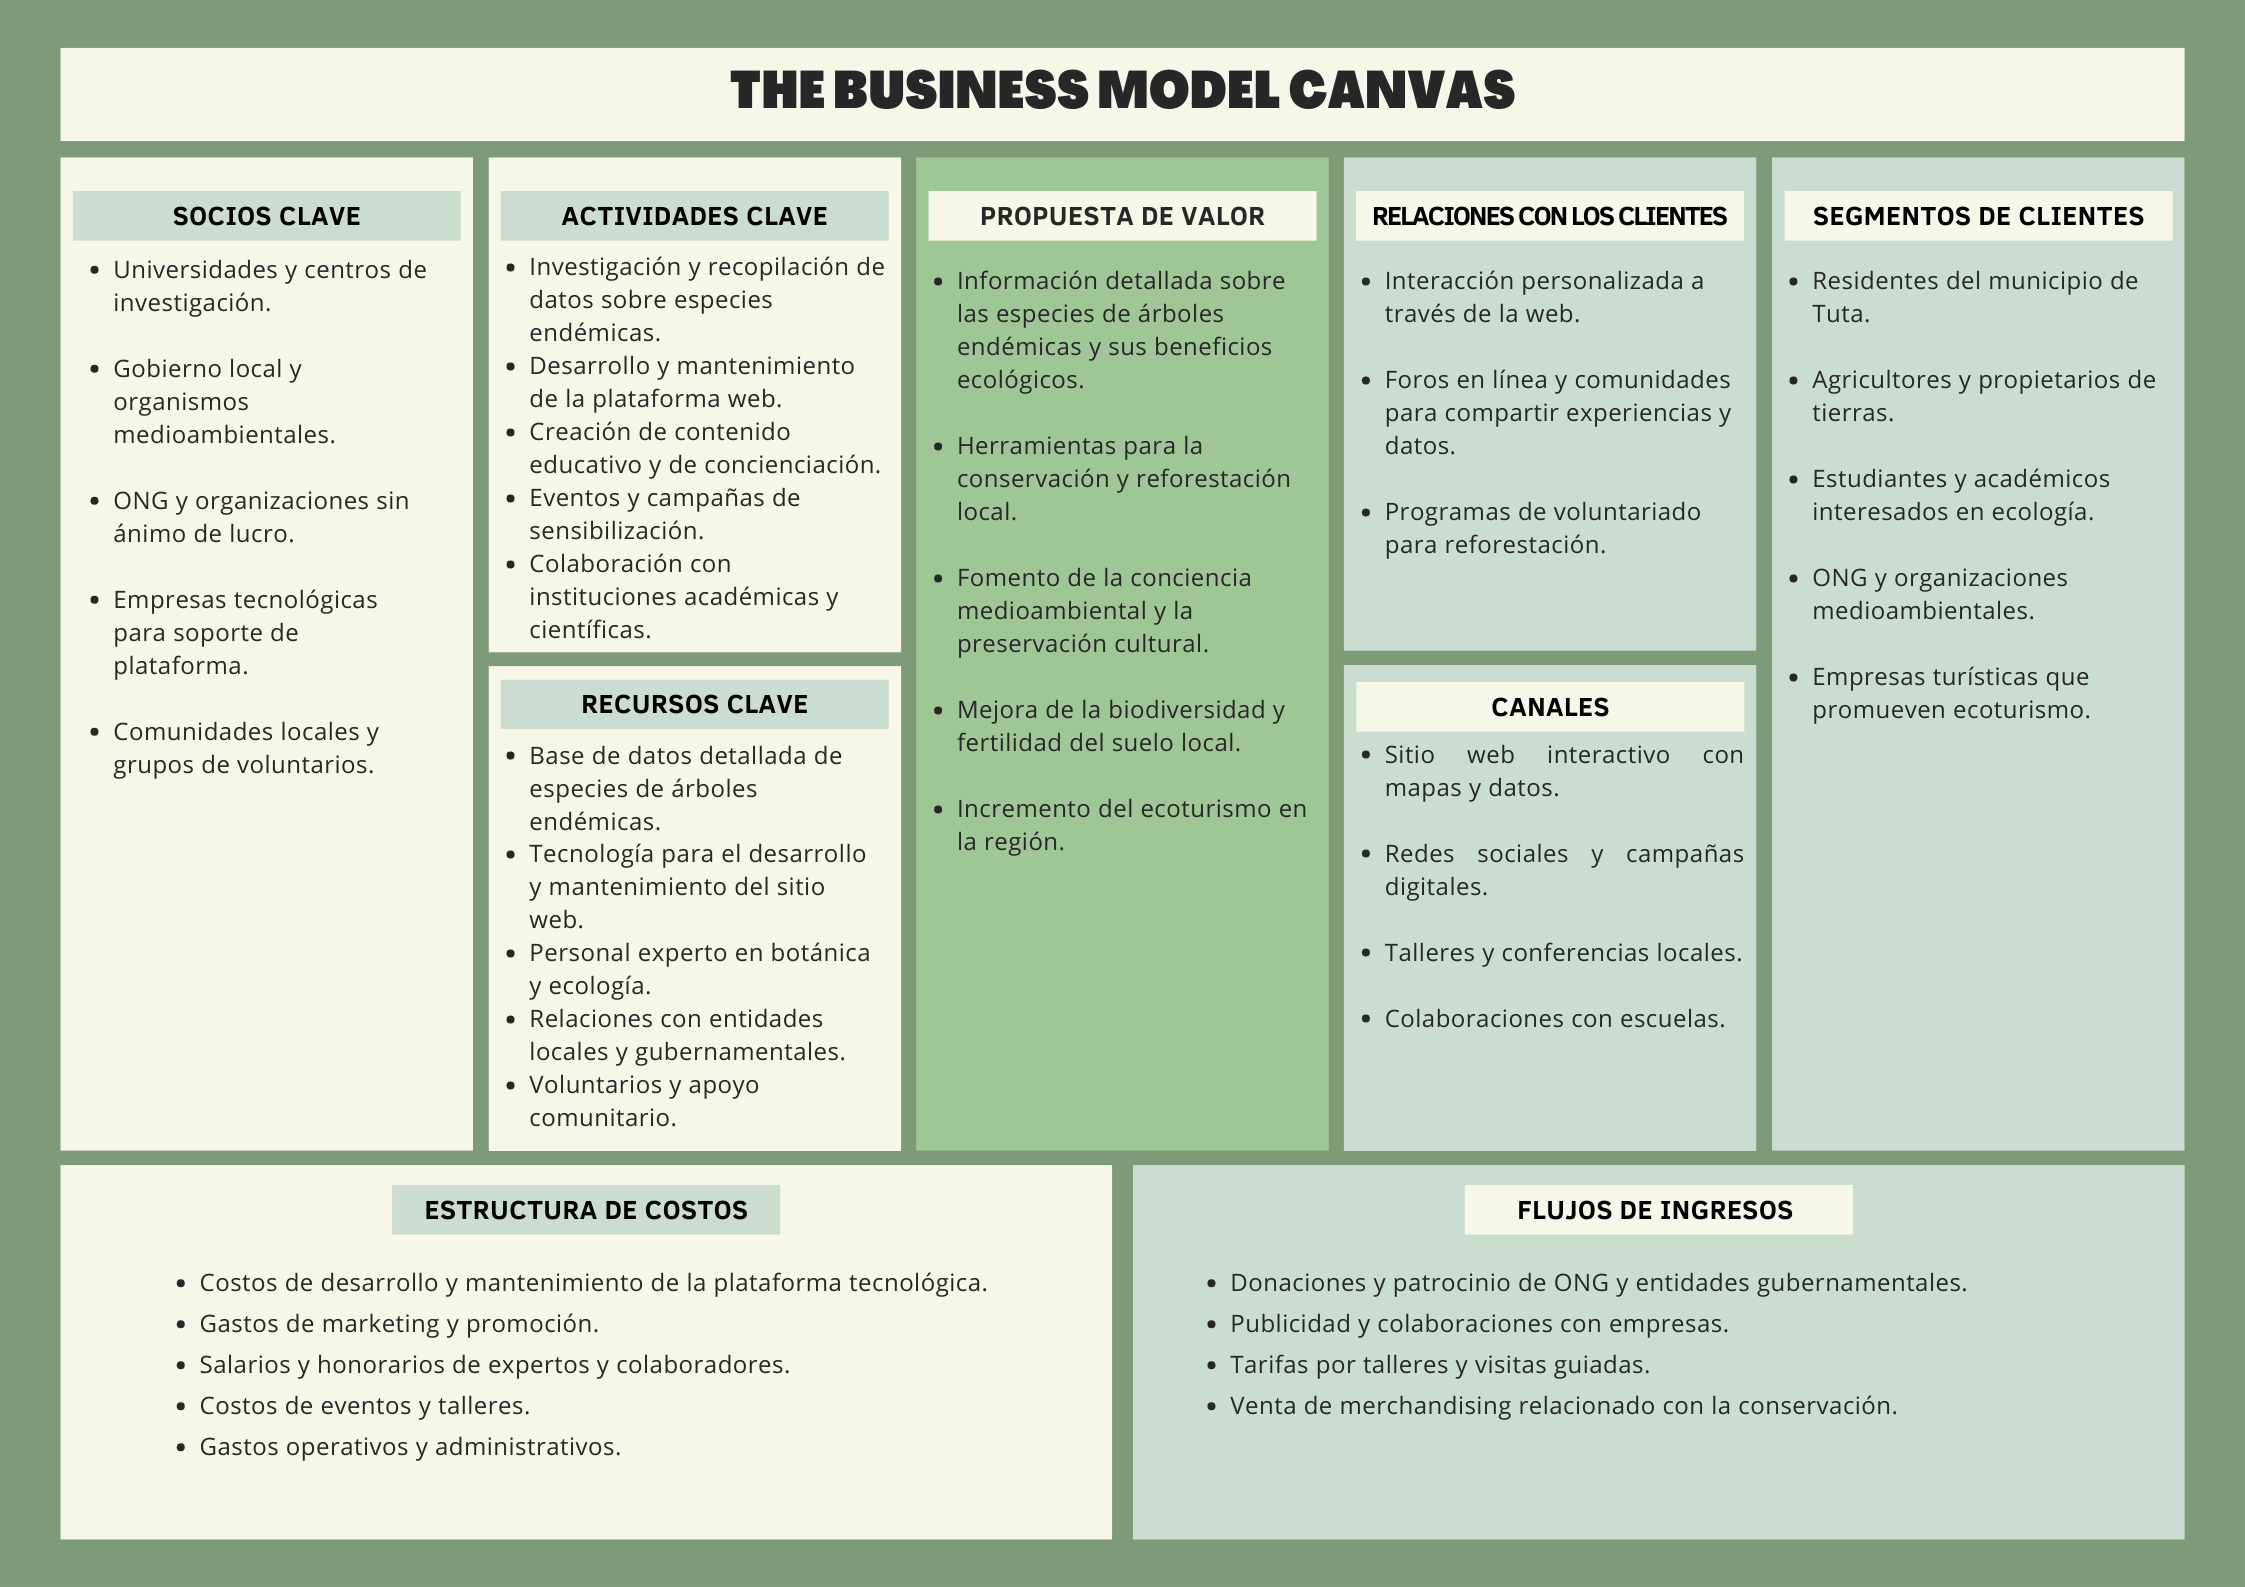 THE BUSINESS MODEL CANVAS
SOCIOS CLAVE
• Universidades y centros de
investigación.
• Gobierno local y
organismos
medioambientales.
• ONG y organizaciones sin
ánimo de lucro.
• Empresas tecnológicas
para soporte de
plataforma.
• Comunidades locales y
grupos de voluntarios.
ACTIVIDADES CLAVE
• Investigación y recopilación de
datos sobre especies
endémicas.
• Desarrollo y mantenimiento
de la plataforma web.
• Creación de contenido
educativo y de concienciación.
• Eventos y campañas de
sensibilización.
• Colaboración con
instituciones académicas y
científicas.
RECURSOS CLAVE
• Base de datos detallada de
especies de árboles
endémicas.
• Tecnología para el desarrollo
y mantenimiento del sitio
web.
• Personal experto en botánica
y ecología.
• Relaciones con entidades
locales y gubernamentales.
• Voluntarios y apoyo
comunitario.
PROPUESTA DE VALOR
• Información detallada sobre
las especies de árboles
endémicas y sus beneficios
ecológicos.
• Herramientas para la
conservación y reforestación
local.
• Fomento de la conciencia
medioambiental y la
preservación cultural.
• Mejora de la biodiversidad y
fertilidad del suelo local.
• Incremento del ecoturismo en
la región.
RELACIONES CON LOS CLIENTES
• Interacción personalizada a
través de la web.
• Foros en línea y comunidades
para compartir experiencias y
datos.
• Programas de voluntariado
para reforestación.
CANALES
• Sitio web interactivo con
mapas y datos.
• Redes sociales y campañas
digitales.
• Talleres y conferencias locales.
• Colaboraciones con escuelas.
SEGMENTOS DE CLIENTES
• Residentes del municipio de
Tuta.
• Agricultores y propietarios de
tierras.
• Estudiantes y académicos
interesados en ecología.
• ONG y organizaciones
medioambientales.
• Empresas turísticas que
promueven ecoturismo.
ESTRUCTURA DE COSTOS
• Costos de desarrollo y mantenimiento de la plataforma tecnológica.
• Gastos de marketing y promoción.
• Salarios y honorarios de expertos y colaboradores.
• Costos de eventos y talleres.
• Gastos operativos y administrativos.
FLUJOS DE INGRESOS
• Donaciones y patrocinio de ONG y entidades gubernamentales.
• Publicidad y colaboraciones con empresas.
• Tarifas por talleres y visitas guiadas.
• Venta de merchandising relacionado con la conservación.